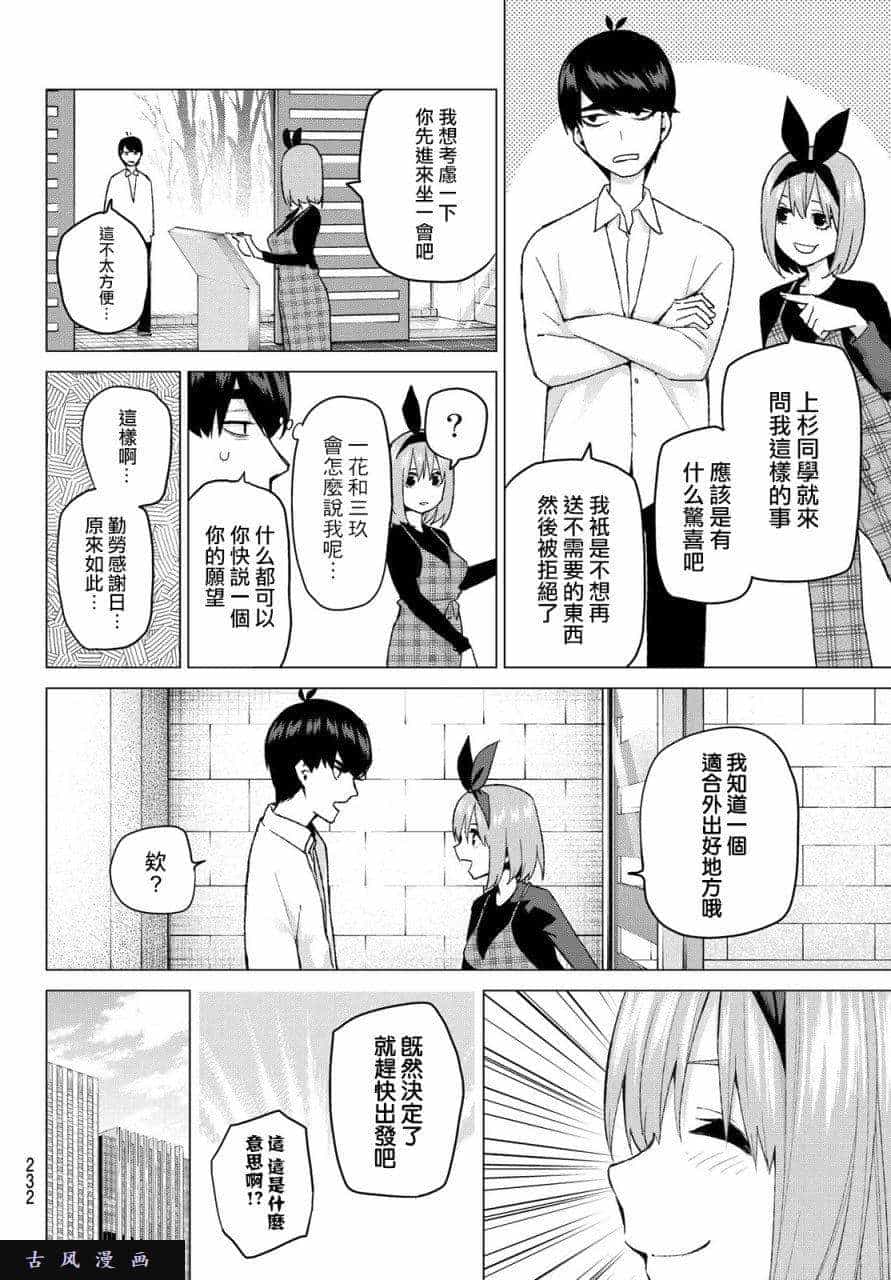 上杉同學就來
問我這樣的事
應該是有
什么驚喜吧
我衹是不想再
送不需要的東西
然後被拒絕了
我想考慮一下
你先進來坐一會吧
這不太方便…
？
一花和三玖
會怎麼說我呢…
什么都可以
你快説一個
你的願望
這樣啊…
勤勞感謝日…
原來如此…
我知道一個
適合外出好地方哦
欸？
既然決定了
就趕快出發吧
這 這是什麼
意思啊!?
232
古风漫画